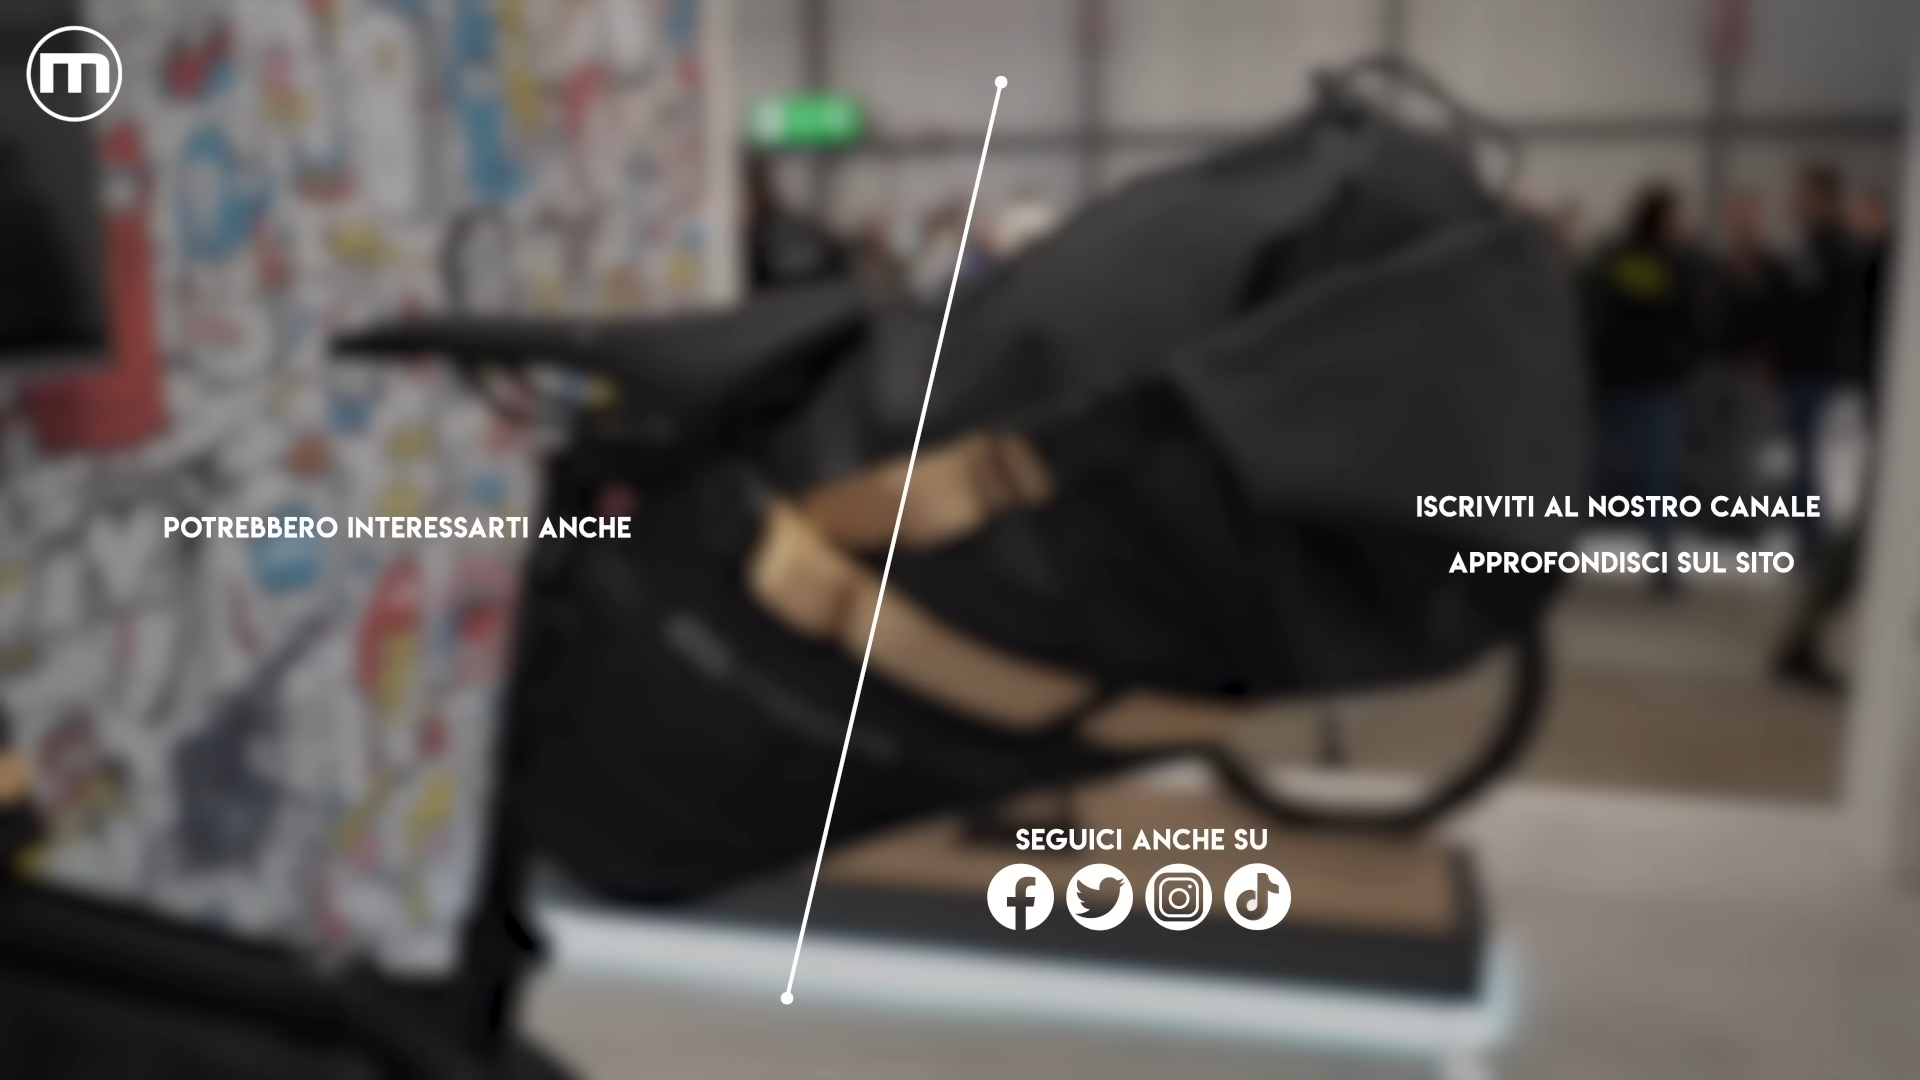 m
POTREBBERO INTERESSARTI ANCHE
ISCRIVITI AL NOSTRO CANALE
APPROFONDISCI SUL SITO
SEGUICI ANCHE SU